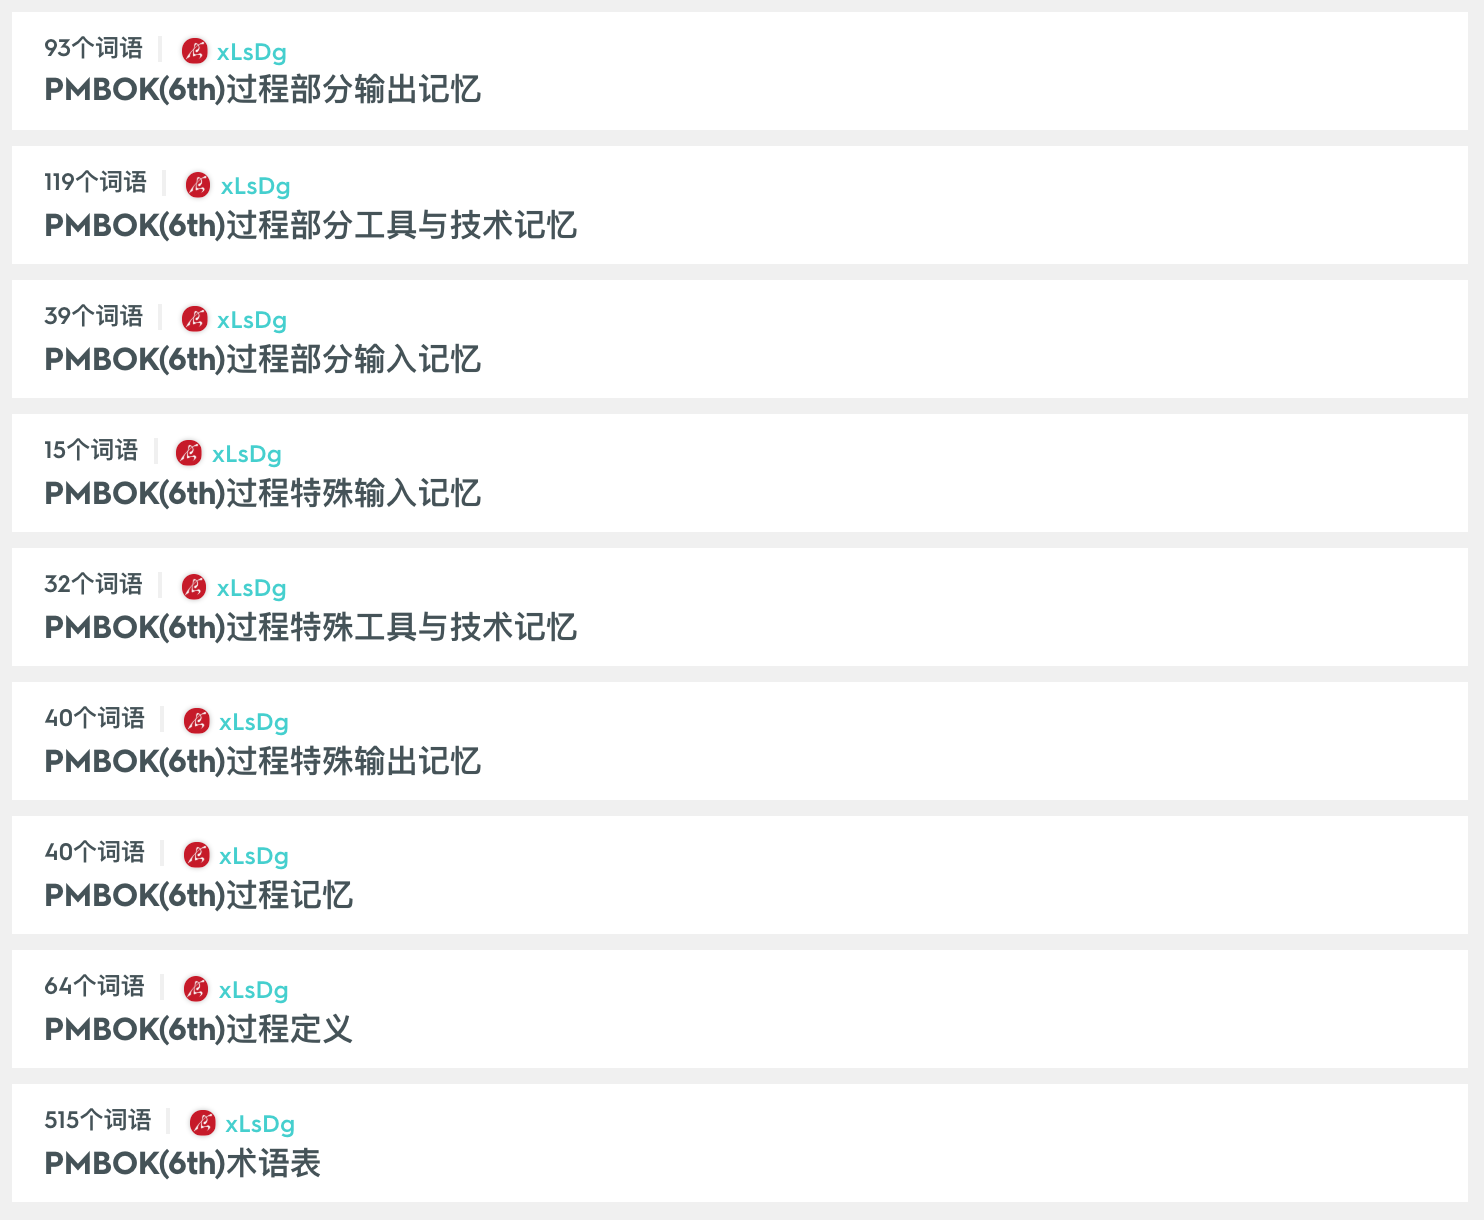 93个词语 xLsDg
PMBOK(6th)过程部分输出记忆
119个词语 xLsDg
PMBOK(6th)过程部分工具与技术记忆
39个词语 xLsDg
PMBOK(6th)过程部分输入记忆
15个词语 xLsDg
PMBOK(6th)过程特殊输入记忆
32个词语 xLsDg
PMBOK(6th)过程特殊工具与技术记忆
40个词语 xLsDg
PMBOK(6th)过程特殊输出记忆
40个词语 xLsDg
PMBOK(6th)过程记忆
64个词语 xLsDg
PMBOK(6th)过程定义
515个词语 xLsDg
PMBOK(6th)术语表